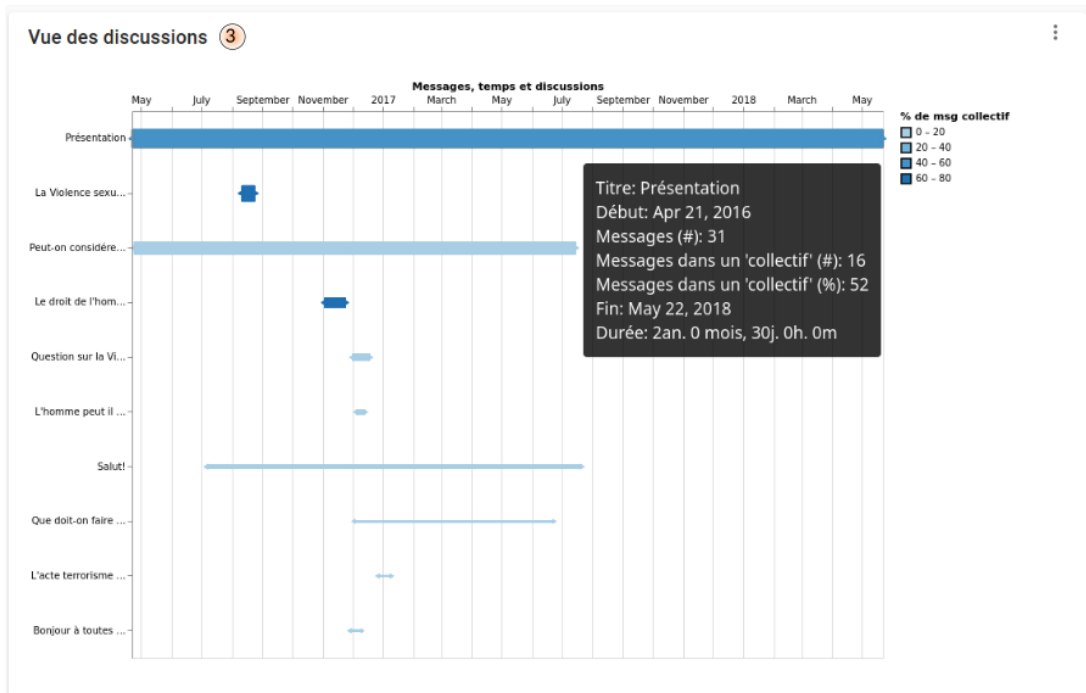 Vue des discussions 3
Messages, temps et discussions
May July September November 2017 March May July September November 2018 March May
% de msg collectif
0 – 20
20 – 40
40 – 60
60 – 80
Présentation
La Violence sexu...
Peut-on considére...
Le droit de l'hom...
Question sur la Vi...
L'homme peut il ...
Salut!
Que doit-on faire ...
L'acte terrorisme ...
Bonjour à toutes ...
Titre: Présentation
Début: Apr 21, 2016
Messages (#): 31
Messages dans un 'collectif' (#): 16
Messages dans un 'collectif' (%): 52
Fin: May 22, 2018
Durée: 2an. 0 mois, 30j. 0h. 0m